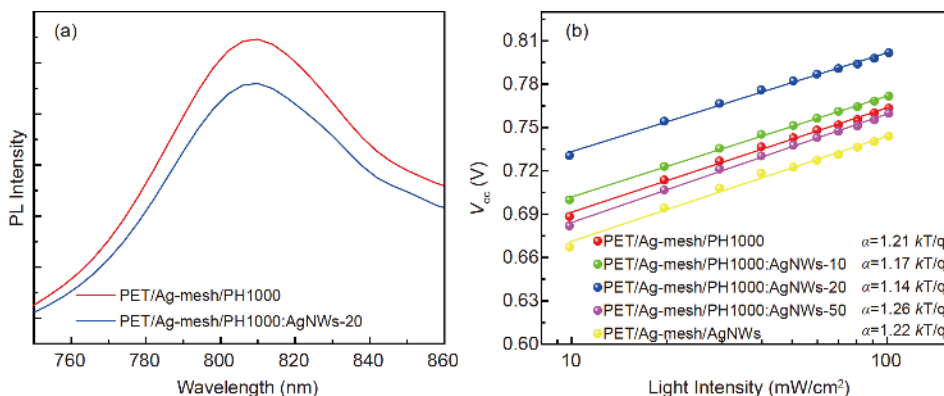 (a)
PL Intensity
PET/Ag-mesh/PH1000
PET/Ag-mesh/PH1000:AgNWs-20
760 780 800 820 840 860
Wavelength (nm)
(b)
0.81
0.78
0.75
0.72
0.69
0.66
0.63
0.60
Voc (V)
PET/Ag-mesh/PH1000 α=1.21 kT/q
PET/Ag-mesh/PH1000:AgNWs-10 α=1.17 kT/q
PET/Ag-mesh/PH1000:AgNWs-20 α=1.14 kT/q
PET/Ag-mesh/PH1000:AgNWs-50 α=1.26 kT/q
PET/Ag-mesh/AgNWs α=1.22 kT/q
10 100
Light Intensity (mW/cm²)